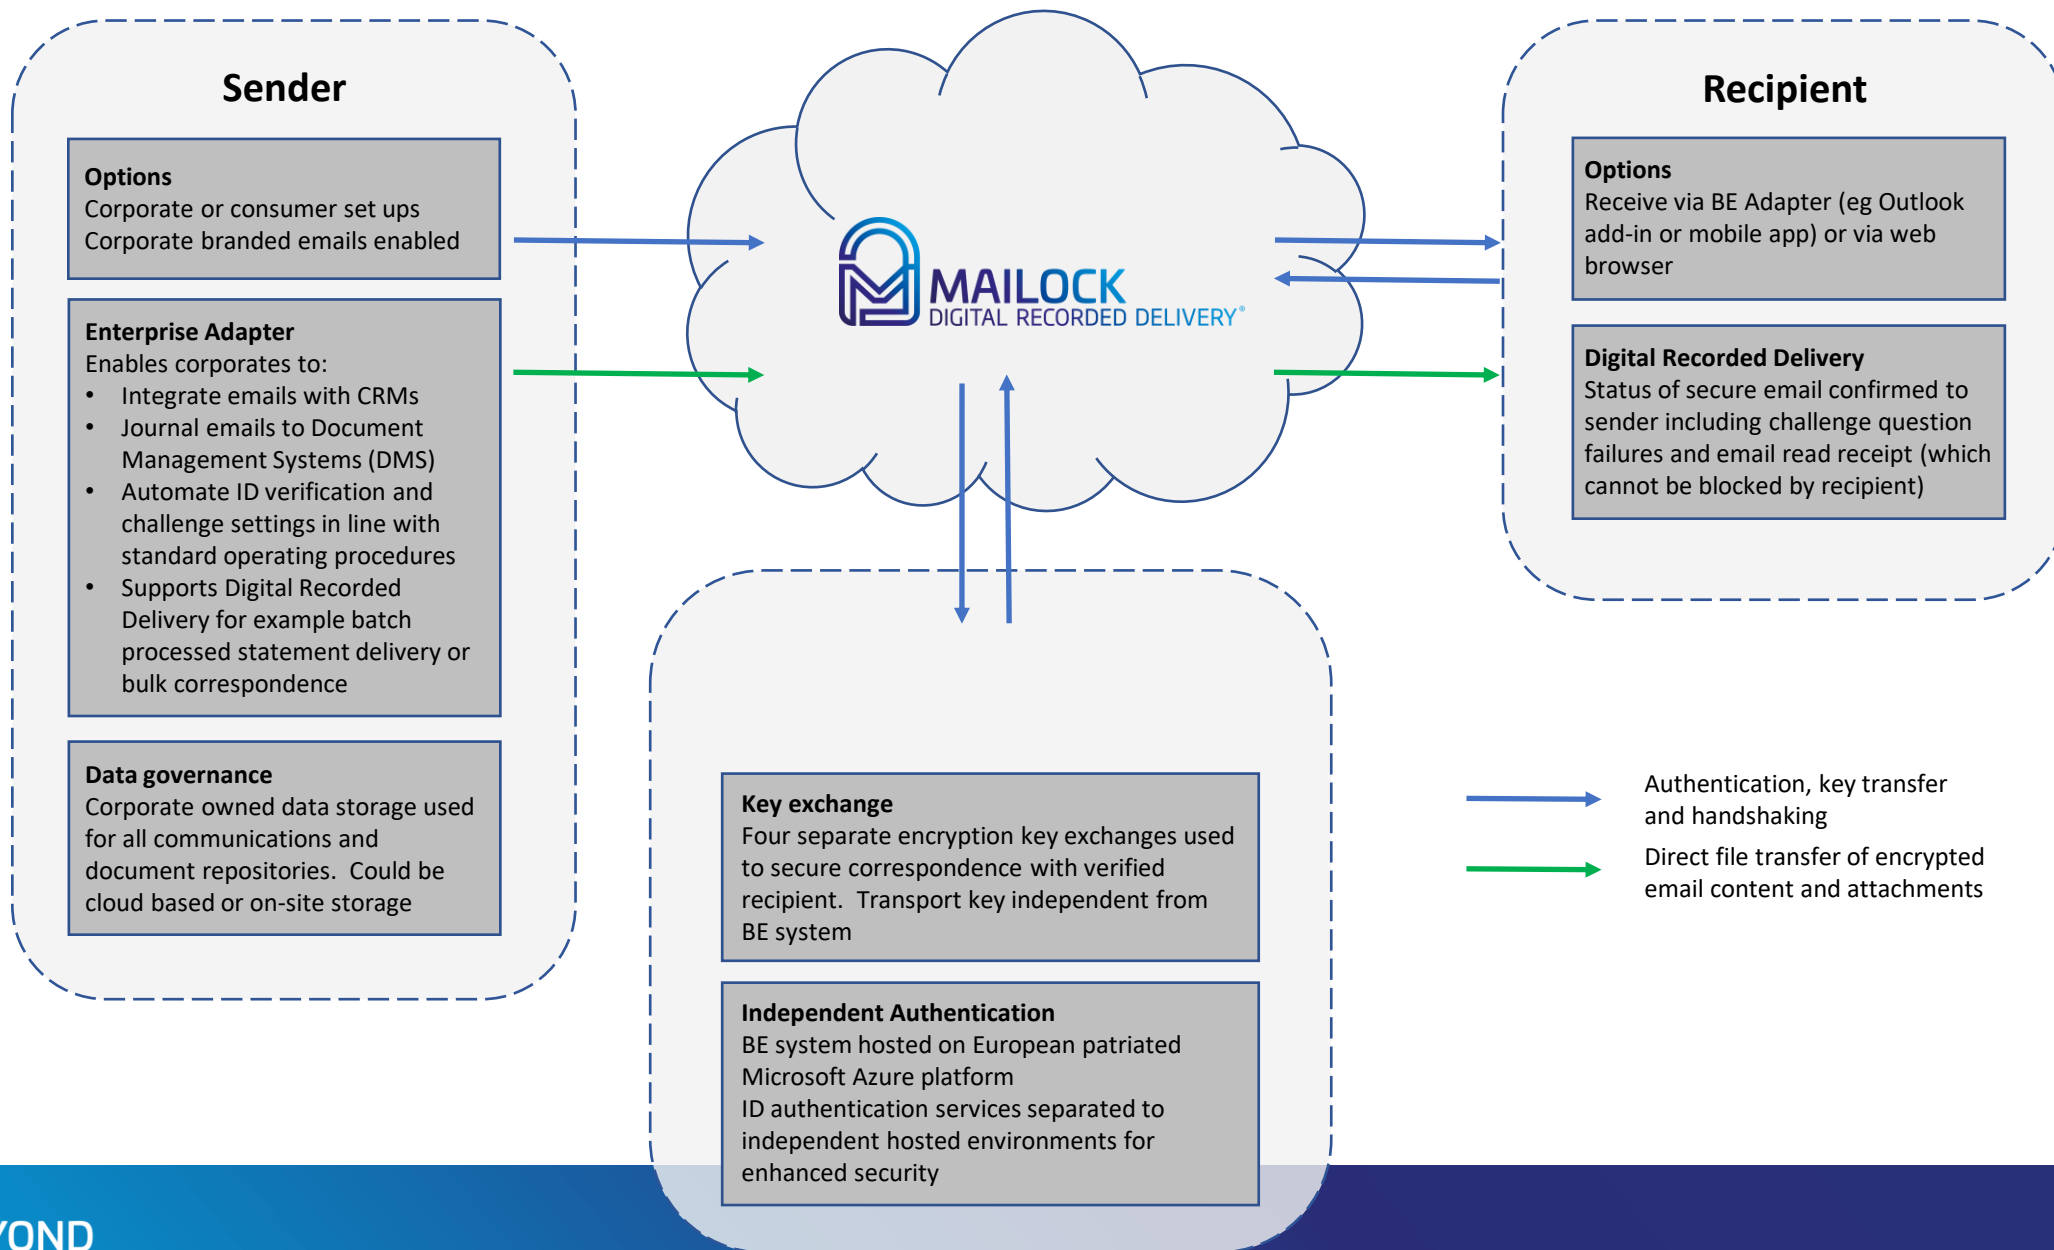 Sender
Options
Corporate or consumer set ups
Corporate branded emails enabled
Enterprise Adapter
Enables corporates to:
• Integrate emails with CRMs
• Journal emails to Document
Management Systems (DMS)
• Automate ID verification and
challenge settings in line with
standard operating procedures
• Supports Digital Recorded
Delivery for example batch
processed statement delivery or
bulk correspondence
Data governance
Corporate owned data storage used
for all communications and
document repositories.  Could be
cloud based or on-site storage
MAILOCK
DIGITAL RECORDED DELIVERY®
Recipient
Options
Receive via BE Adapter (eg Outlook
add-in or mobile app) or via web
browser
Digital Recorded Delivery
Status of secure email confirmed to
sender including challenge question
failures and email read receipt (which
cannot be blocked by recipient)
Key exchange
Four separate encryption key exchanges used
to secure correspondence with verified
recipient.  Transport key independent from
BE system
Independent Authentication
BE system hosted on European patriated
Microsoft Azure platform
ID authentication services separated to
independent hosted environments for
enhanced security
Authentication, key transfer
and handshaking
Direct file transfer of encrypted
email content and attachments
YOND